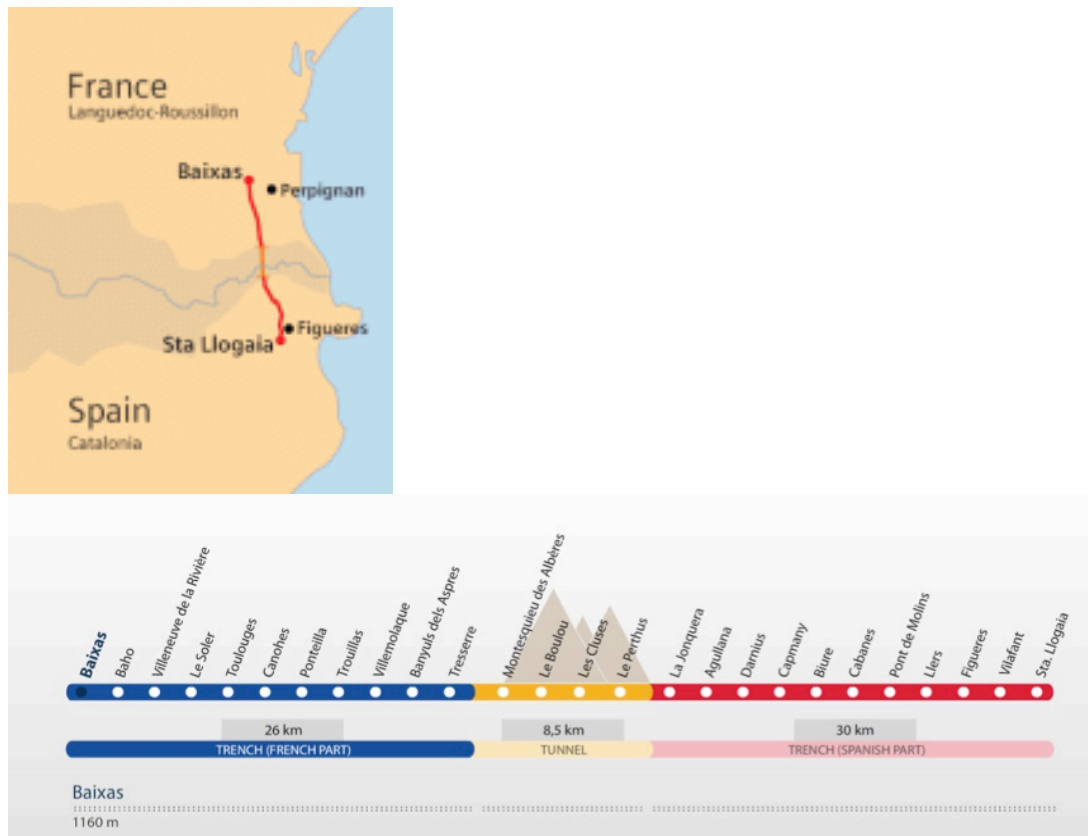 France
Languedoc-Roussillon
Baixas
Perpignan
Figueres
Sta Llogaia
Spain
Catalonia
Baixas
Baho
Villeneuve de la Rivière
Le Soler
Toulouges
Canohes
Ponteilla
Trouillas
Villemolaque
Banyuls dels Aspres
Tresserre
Montesquieu des Albères
Le Boulou
Les Cluses
Le Perthus
La Jonquera
Agullana
Darnius
Capmany
Biure
Cabanes
Pont de Molins
Llers
Figueres
Vilafant
Sta. Llogaia
26 km
8,5 km
30 km
TRENCH (FRENCH PART)
TUNNEL
TRENCH (SPANISH PART)
Baixas
1160 m